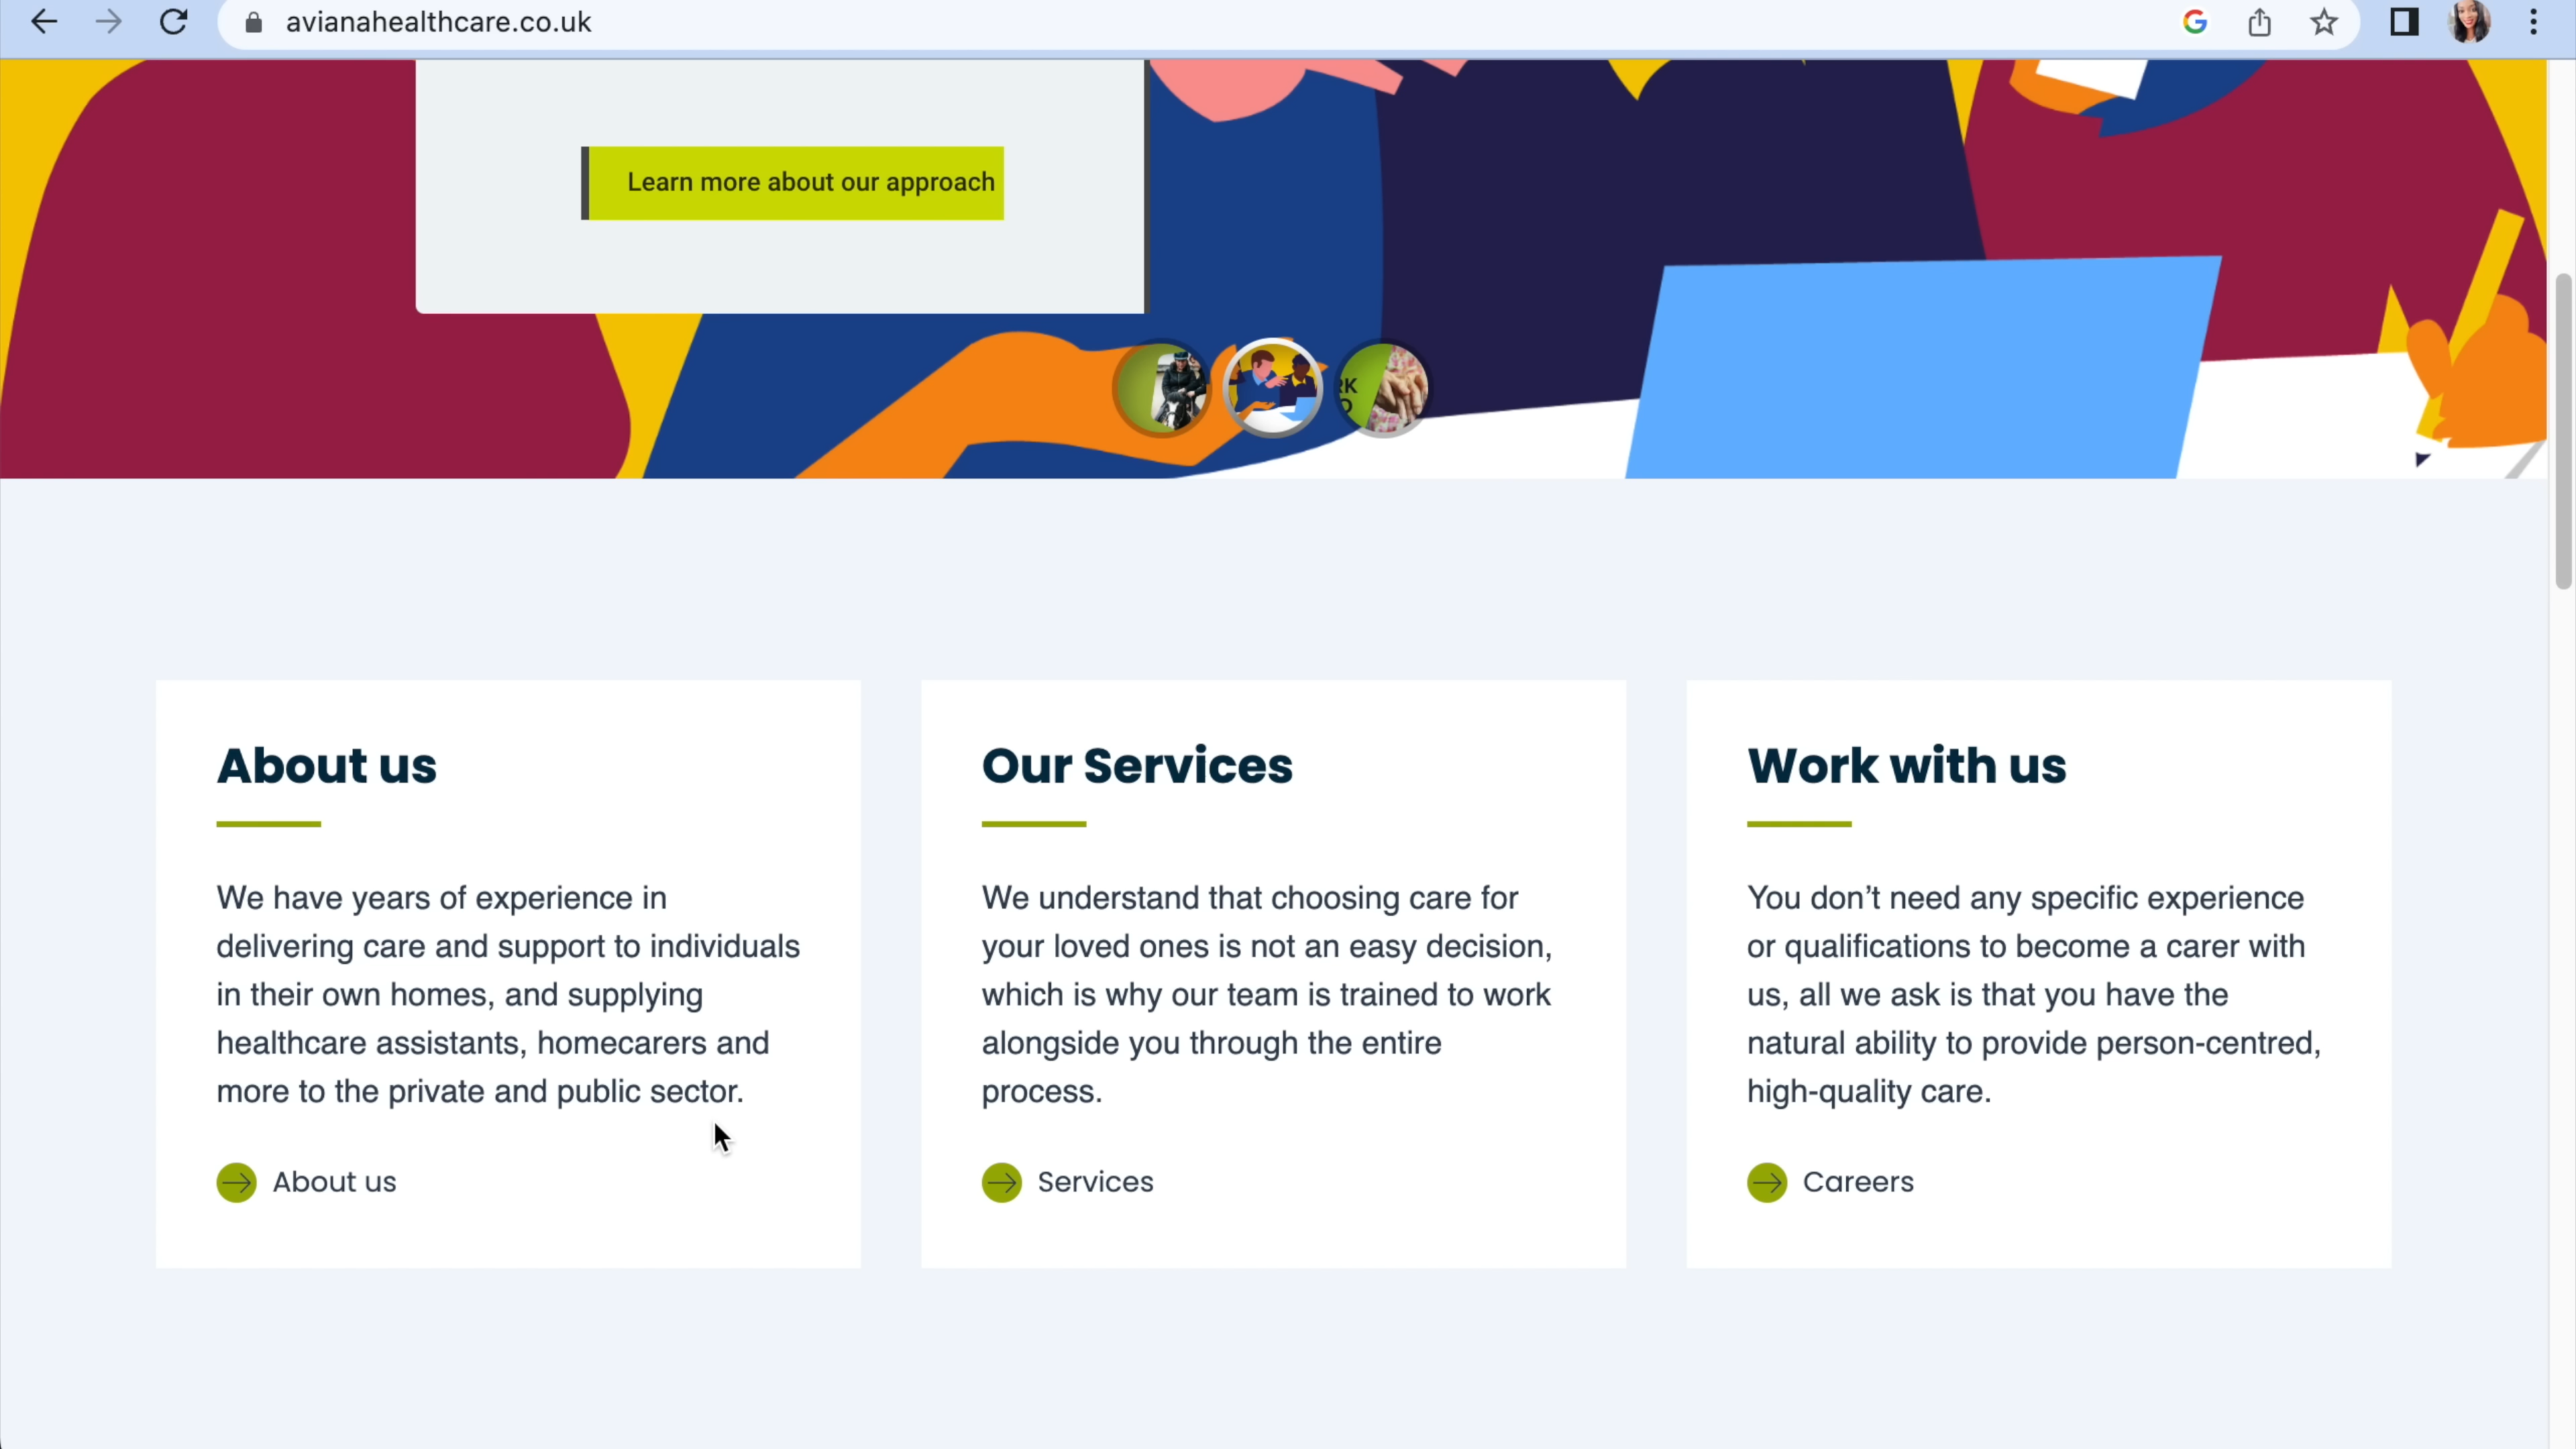 avianahealthcare.co.uk
Learn more about our approach
RK
About us
We have years of experience in
delivering care and support to individuals
in their own homes, and supplying
healthcare assistants, homecarers and
more to the private and public sector.
About us
Our Services
We understand that choosing care for
your loved ones is not an easy decision,
which is why our team is trained to work
alongside you through the entire
process.
Services
Work with us
You don’t need any specific experience
or qualifications to become a carer with
us, all we ask is that you have the
natural ability to provide person-centred,
high-quality care.
Careers